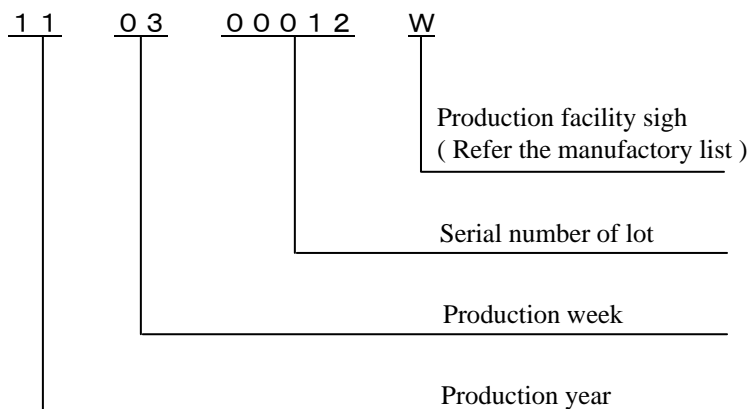 11 03 00012 W
Production facility sigh
( Refer the manufactory list )
Serial number of lot
Production week
Production year